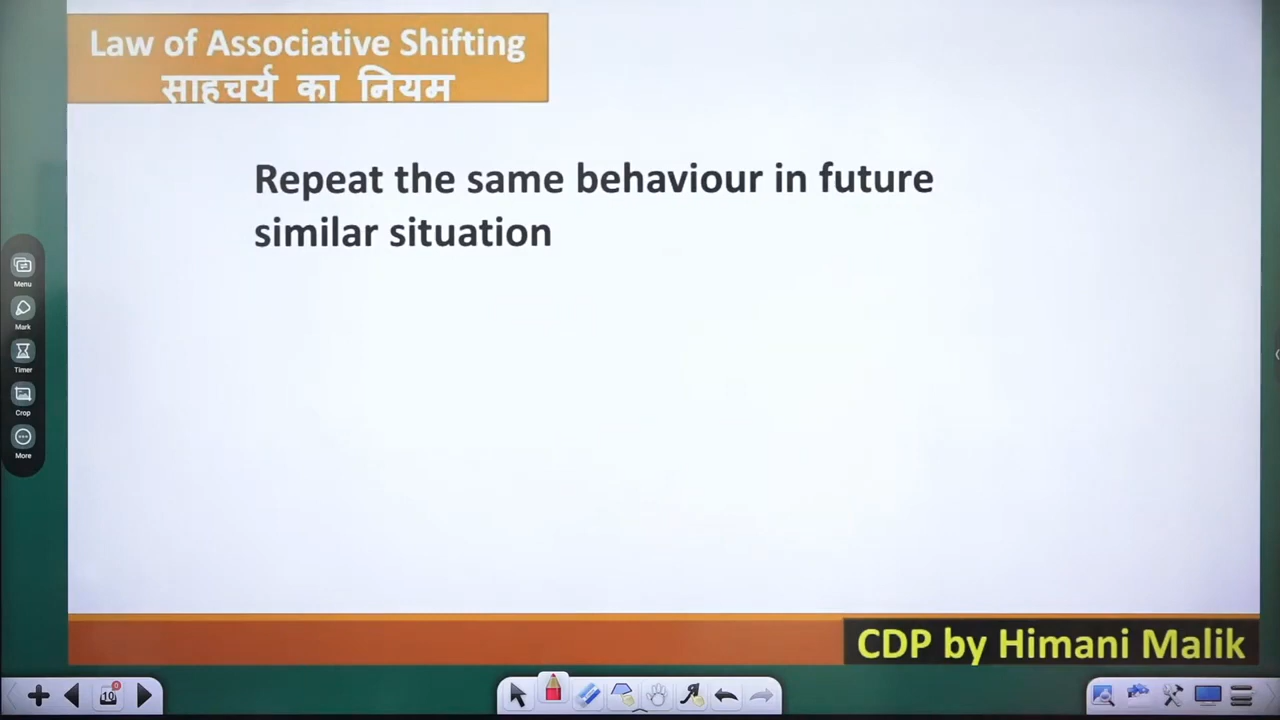 Law of Associative Shifting
साहचर्य का नियम
Repeat the same behaviour in future
similar situation
Menu
Mark
Timer
Crop
More
CDP by Himani Malik
10
0